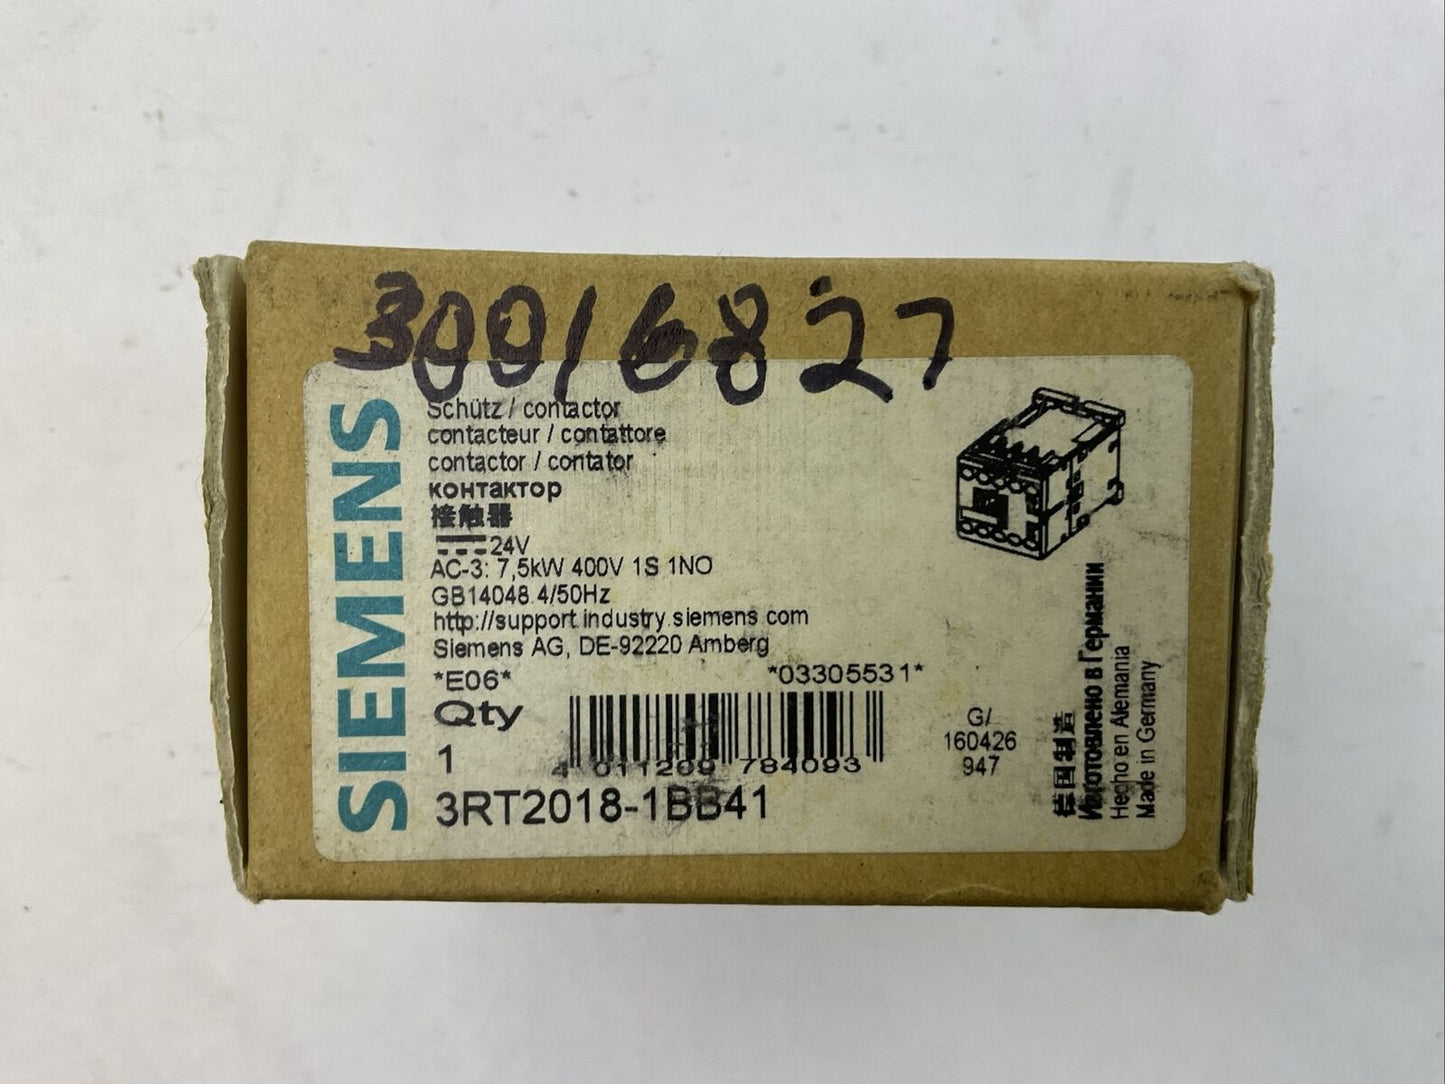 30016827
SIEMENS
Schütz / contactor
contacteur / contattore
contactor / contator
контактор
接触器
24V
AC-3: 7,5kW 400V 1S 1NO
GB14048.4/50Hz
http://support.industry.siemens.com
Siemens AG, DE-92220 Amberg
*E06* *03305531*
Qty
1
4 011209 784093
3RT2018-1BB41
G/
160426
947
德国制造
Изготовлено в Германии
Hecho en Alemania
Made in Germany